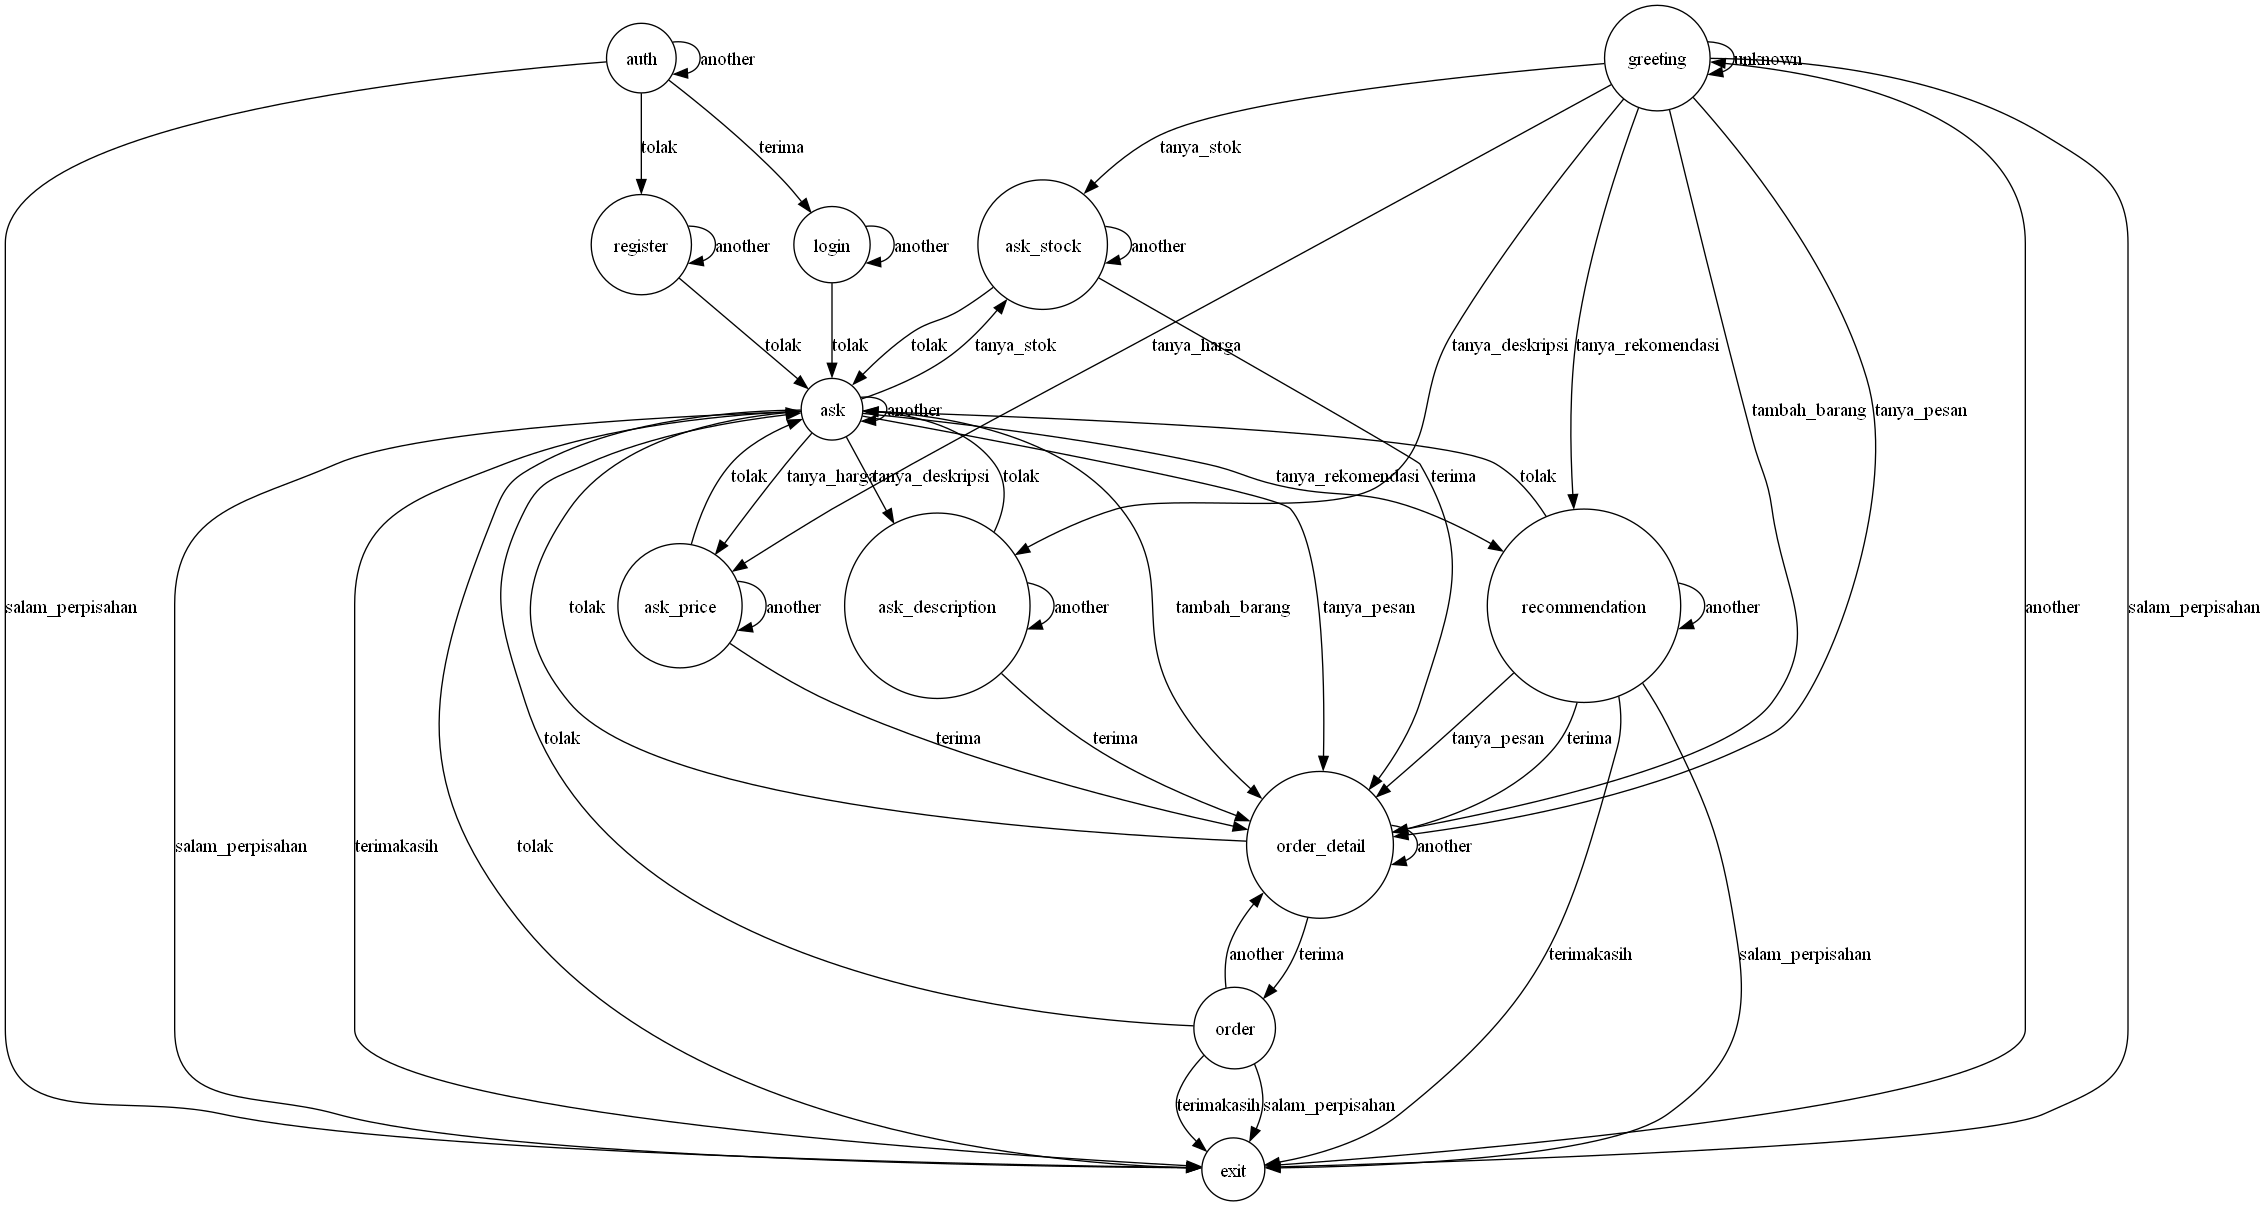 auth
another
greeting
unknown
tolak
terima
tanya_stok
register
another
login
another
ask_stock
another
tolak
tolak
tolak
tanya_stok
tanya_harga
tanya_deskripsi
tanya_rekomendasi
ask
another
tambah_barang
tanya_pesan
tolak
tanya_harga
tanya_deskripsi
tolak
tanya_rekomendasi
terima
tolak
salam_perpisahan
tolak
ask_price
another
ask_description
another
tambah_barang
tanya_pesan
recommendation
another
another
salam_perpisahan
tolak
terima
terima
tanya_pesan
terima
salam_perpisahan
terimakasih
tolak
order_detail
another
another
terima
terimakasih
salam_perpisahan
order
terimakasih
salam_perpisahan
exit